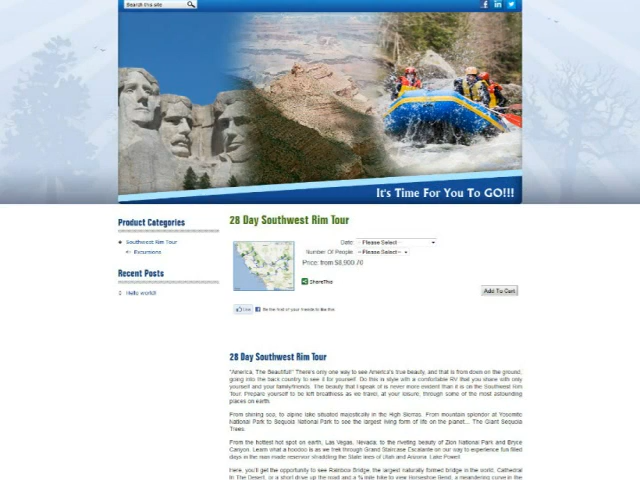 Search this site
It's Time For You To GO!!!
Product Categories
Southwest Rim Tour
Excursions
Recent Posts
Hello world!
28 Day Southwest Rim Tour
Date: -- Please Select --
Number Of People: -- Please Select --
Price: from $8,900.70
ShareThis
Add To Cart
Like
Be the first of your friends to like this.
28 Day Southwest Rim Tour
"America, The Beautiful!" There's only one way to see America's true beauty, and that is from down on the ground,
going into the back country to see it for yourself. Do this is style with a comfortable RV that you share with only
yourself and your family/friends. The beauty that I speak of is never more extent than it is on the Southwest Rim
Tour. Prepare yourself to be left breathless as we travel, at your leisure, through some of the most astounding
places on earth.
From shining sea, to alpine lake situated majestically in the High Sierras. From mountain splendor at Yosemite
National Park to Sequoia National Park to see the largest living form of life on the planet... The Giant Sequoia
Trees.
From the hottest hot spot on earth, Las Vegas, Nevada, to the riveting beauty of Zion National Park and Bryce
Canyon. Learn what a hoodoo is as we trek through Grand Staircase Escalante on our way to experience fun filled
days in the man made reservoir straddling the State lines of Utah and Arizona: Lake Powell.
Here, you'll get the opportunity to see Rainbow Bridge, the largest naturally formed bridge in the world, Cathedral
In The Desert, or a short drive up the road and a ¾ mile hike to view Horseshoe Bend, a meandering curve in the